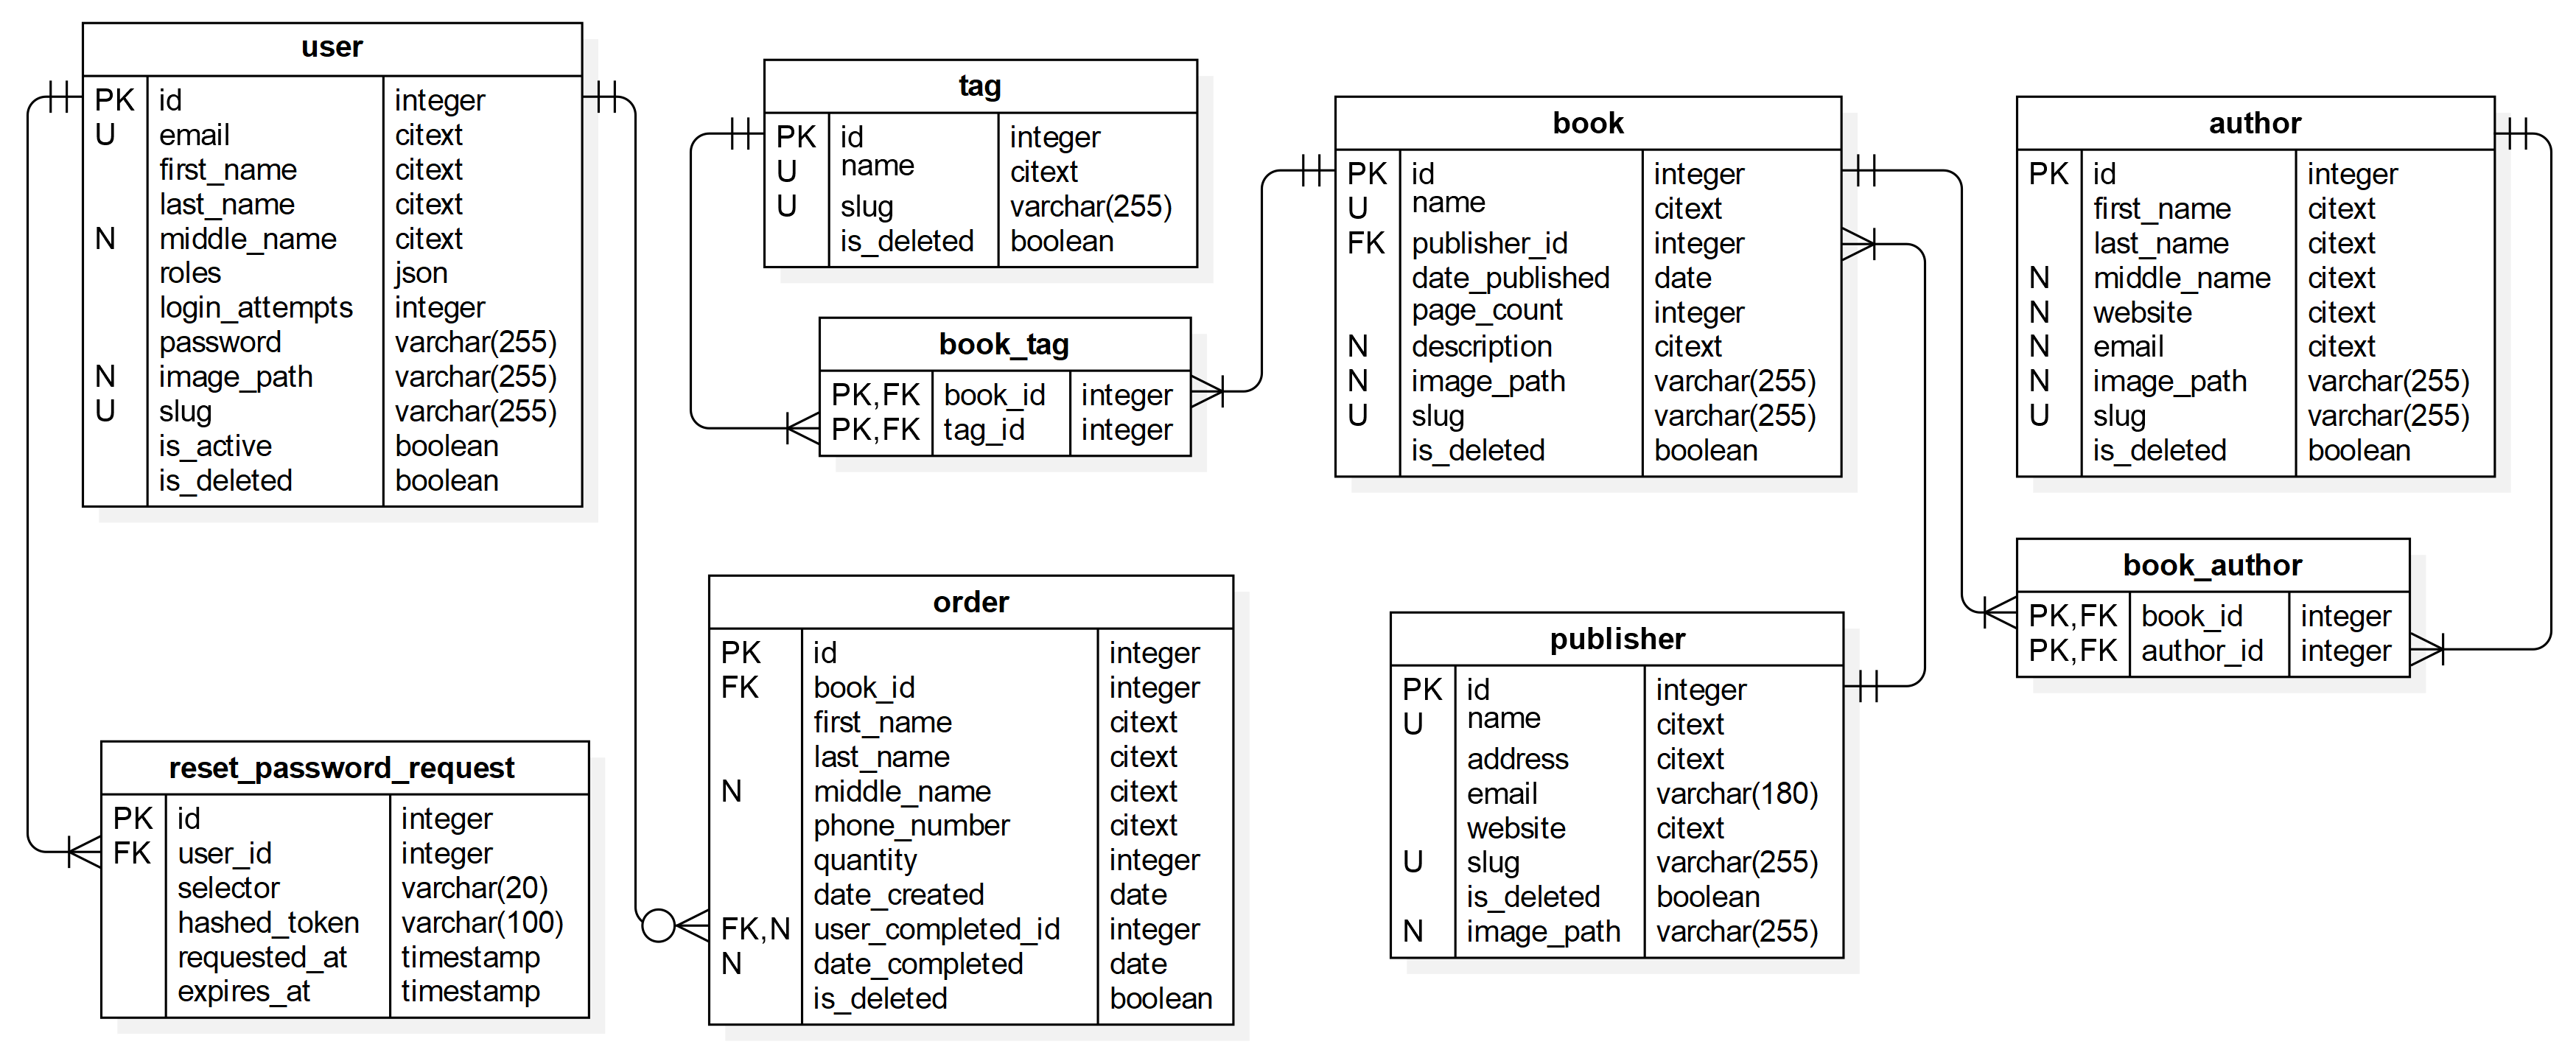 user
PK id integer
U email citext
first_name citext
last_name citext
N middle_name citext
roles json
login_attempts integer
password varchar(255)
N image_path varchar(255)
U slug varchar(255)
is_active boolean
is_deleted boolean
tag
PK id integer
U name citext
U slug varchar(255)
is_deleted boolean
book_tag
PK,FK book_id integer
PK,FK tag_id integer
book
PK id integer
U name citext
FK publisher_id integer
date_published date
page_count integer
N description citext
N image_path varchar(255)
U slug varchar(255)
is_deleted boolean
author
PK id integer
first_name citext
last_name citext
N middle_name citext
N website citext
N email citext
N image_path varchar(255)
U slug varchar(255)
is_deleted boolean
book_author
PK,FK book_id integer
PK,FK author_id integer
reset_password_request
PK id integer
FK user_id integer
selector varchar(20)
hashed_token varchar(100)
requested_at timestamp
expires_at timestamp
order
PK id integer
FK book_id integer
first_name citext
last_name citext
N middle_name citext
phone_number citext
quantity integer
date_created date
FK,N user_completed_id integer
N date_completed date
is_deleted boolean
publisher
PK id integer
U name citext
address citext
email varchar(180)
website citext
U slug varchar(255)
is_deleted boolean
N image_path varchar(255)